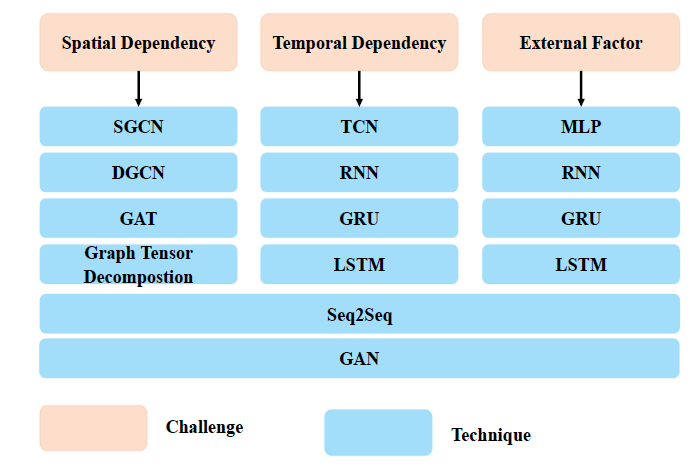 Spatial Dependency
Temporal Dependency
External Factor
SGCN
TCN
MLP
DGCN
RNN
RNN
GAT
GRU
GRU
Graph Tensor
Decompostion
LSTM
LSTM
Seq2Seq
GAN
Challenge
Technique